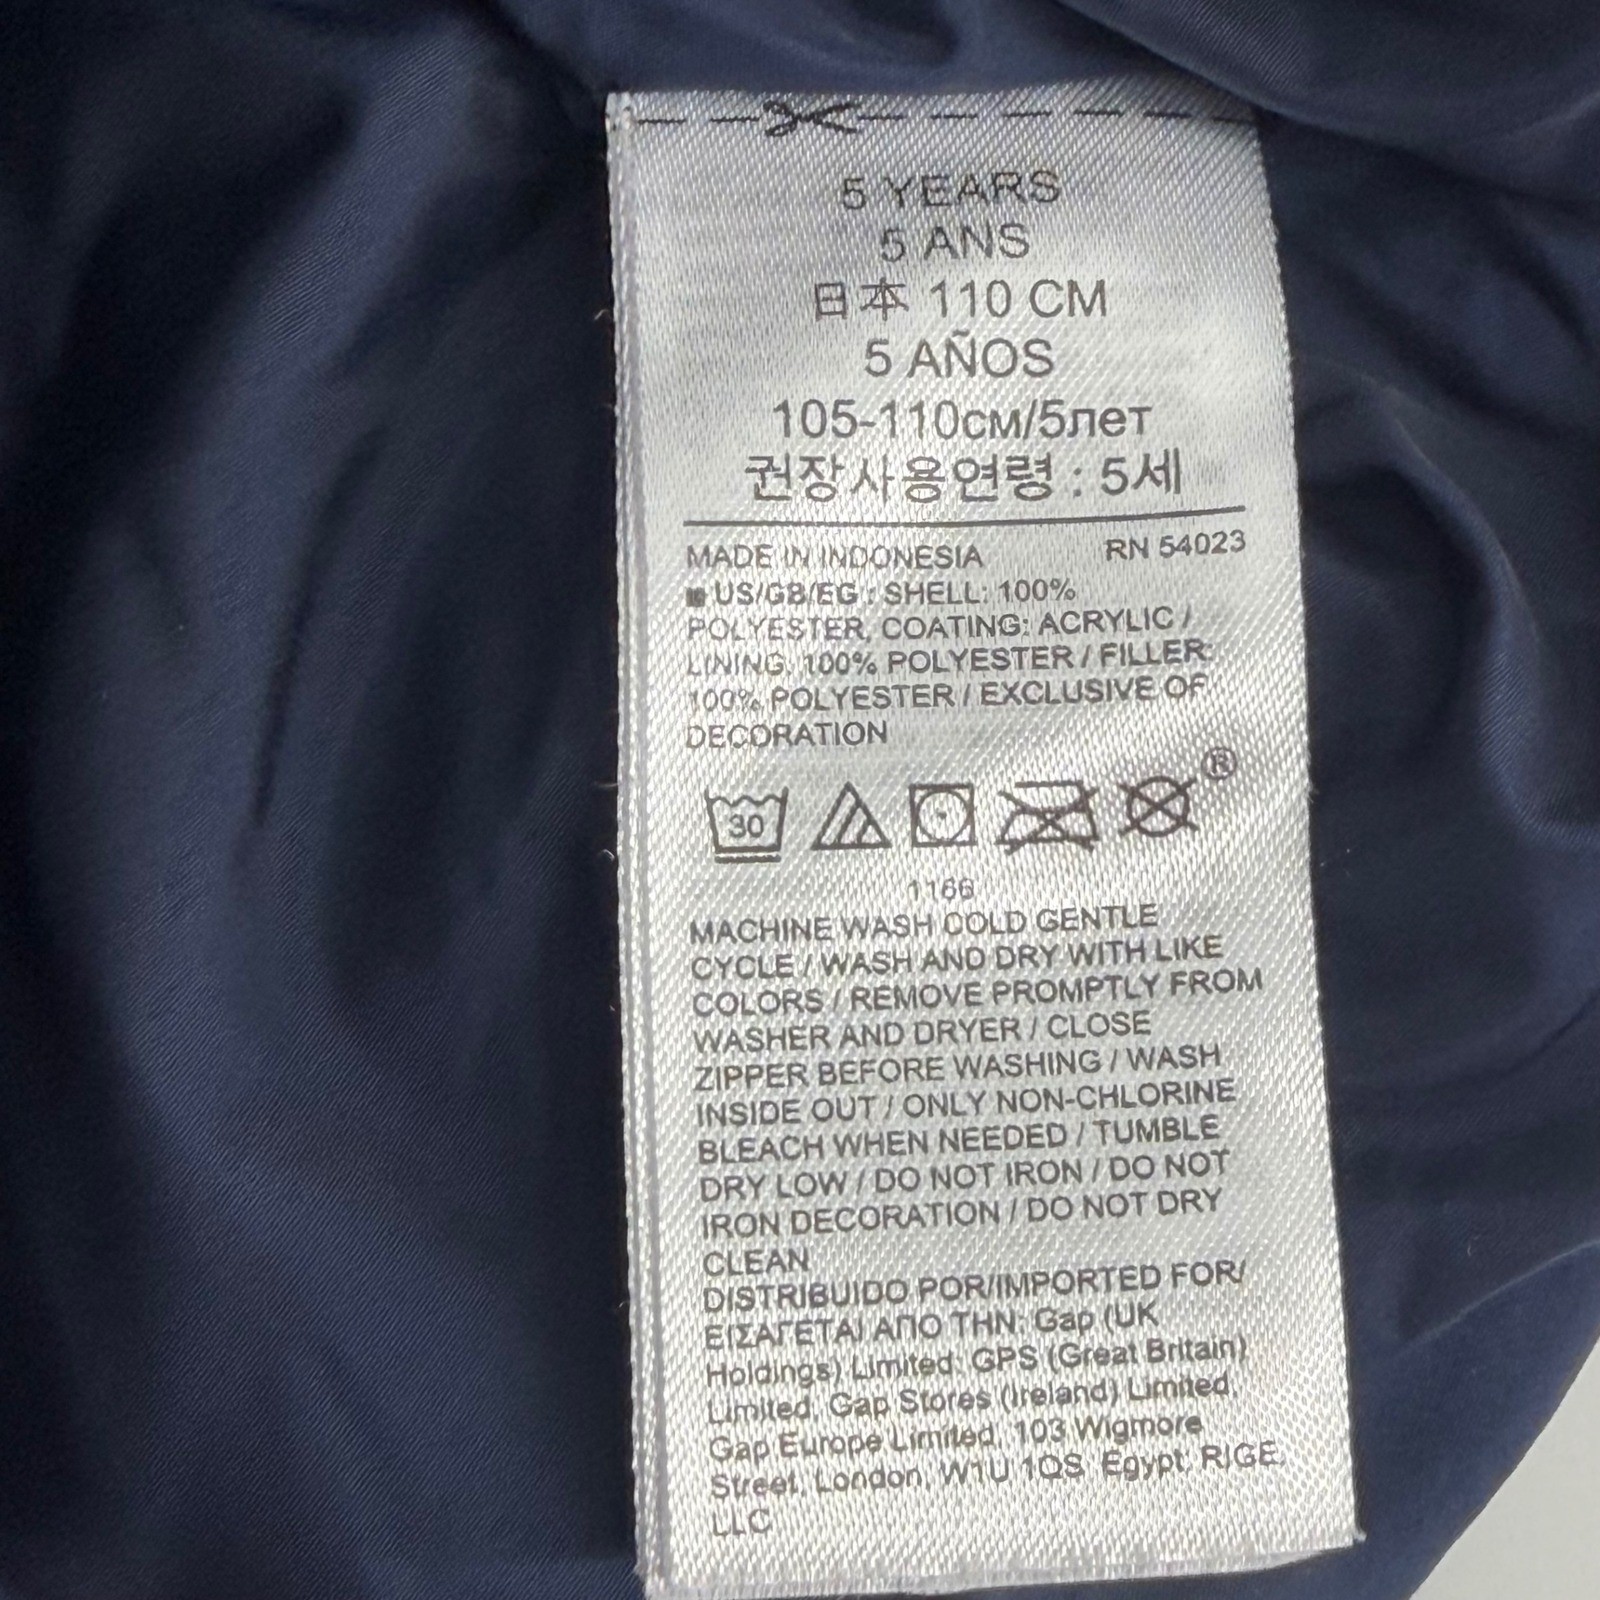 5 YEARS
5 ANS
日本 110 CM
5 AÑOS
105-110см/5лет
권장사용연령 : 5세
MADE IN INDONESIA RN 54023
US/GB/EG : SHELL: 100%
POLYESTER, COATING: ACRYLIC /
LINING: 100% POLYESTER / FILLER:
100% POLYESTER / EXCLUSIVE OF
DECORATION
30
®
1166
MACHINE WASH COLD GENTLE
CYCLE / WASH AND DRY WITH LIKE
COLORS / REMOVE PROMPTLY FROM
WASHER AND DRYER / CLOSE
ZIPPER BEFORE WASHING / WASH
INSIDE OUT / ONLY NON-CHLORINE
BLEACH WHEN NEEDED / TUMBLE
DRY LOW / DO NOT IRON / DO NOT
IRON DECORATION / DO NOT DRY
CLEAN
DISTRIBUIDO POR/IMPORTED FOR/
ΕΙΣΑΓΕΤΑΙ ΑΠΟ ΤΗΝ: Gap (UK
Holdings) Limited: GPS (Great Britain)
Limited, Gap Stores (Ireland) Limited,
Gap Europe Limited, 103 Wigmore
Street, London, W1U 1QS Egypt: RIGE,
LLC